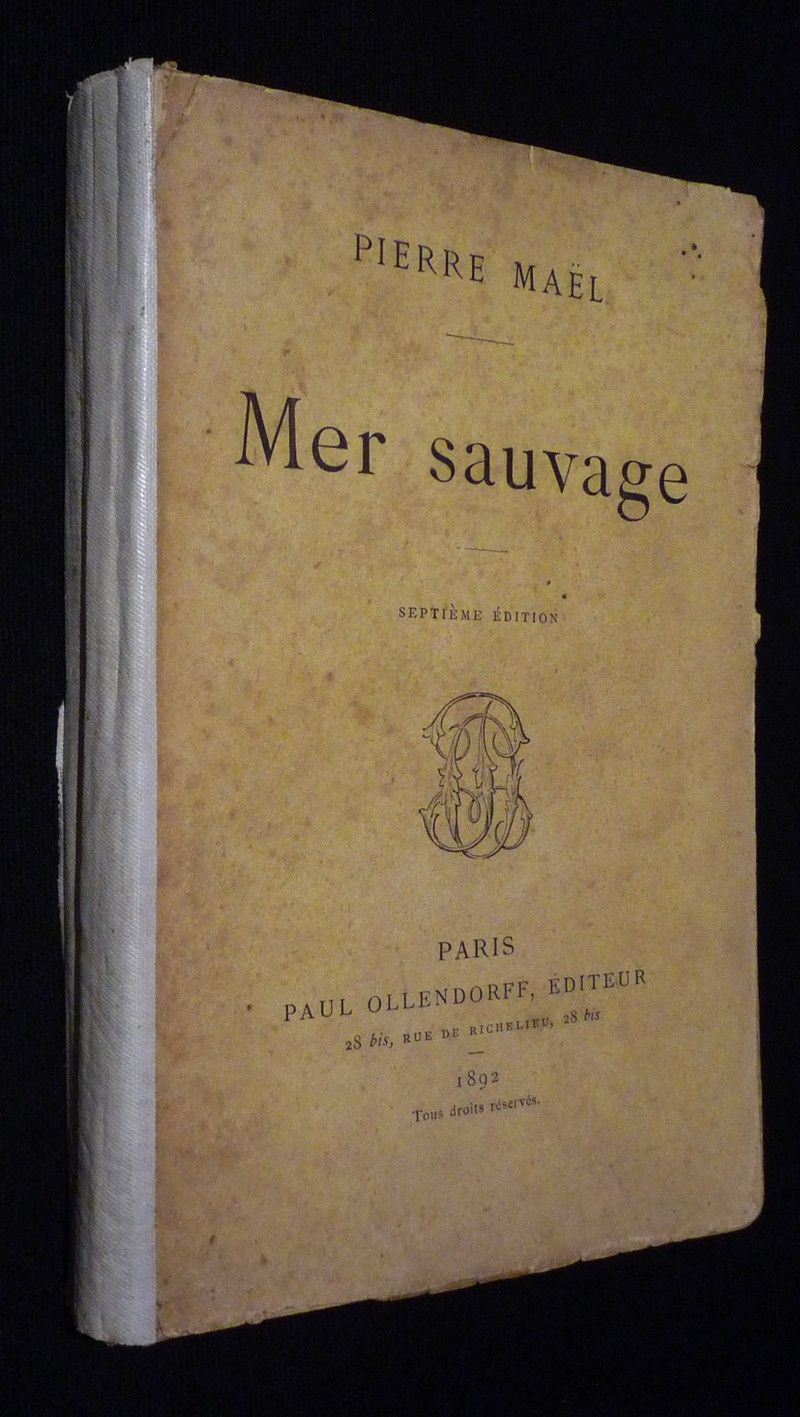 PIERRE MAËL
Mer sauvage
SEPTIÈME ÉDITION
PARIS
PAUL OLLENDORFF, ÉDITEUR
28 bis, RUE DE RICHELIEU, 28 bis
1892
Tous droits réservés.